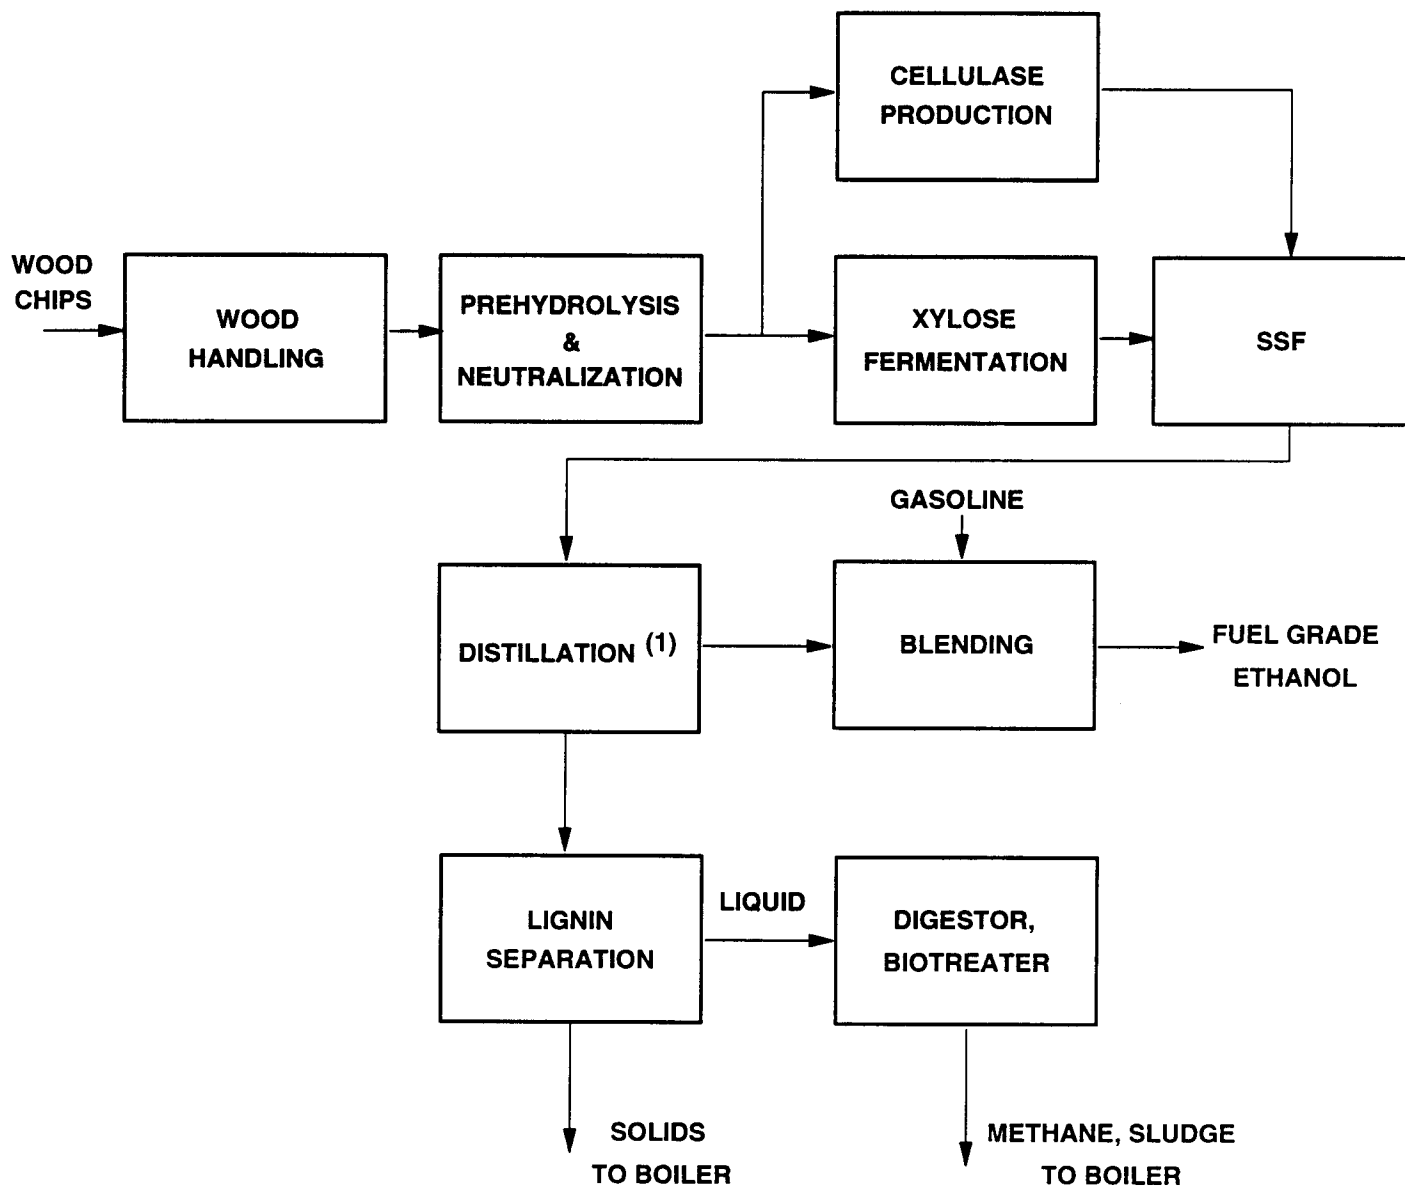 CELLULASE
PRODUCTION
WOOD
CHIPS
WOOD
HANDLING
PREHYDROLYSIS
&
NEUTRALIZATION
XYLOSE
FERMENTATION
SSF
GASOLINE
DISTILLATION (1)
BLENDING
FUEL GRADE
ETHANOL
LIGNIN
SEPARATION
LIQUID
DIGESTOR,
BIOTREATER
SOLIDS
TO BOILER
METHANE, SLUDGE
TO BOILER